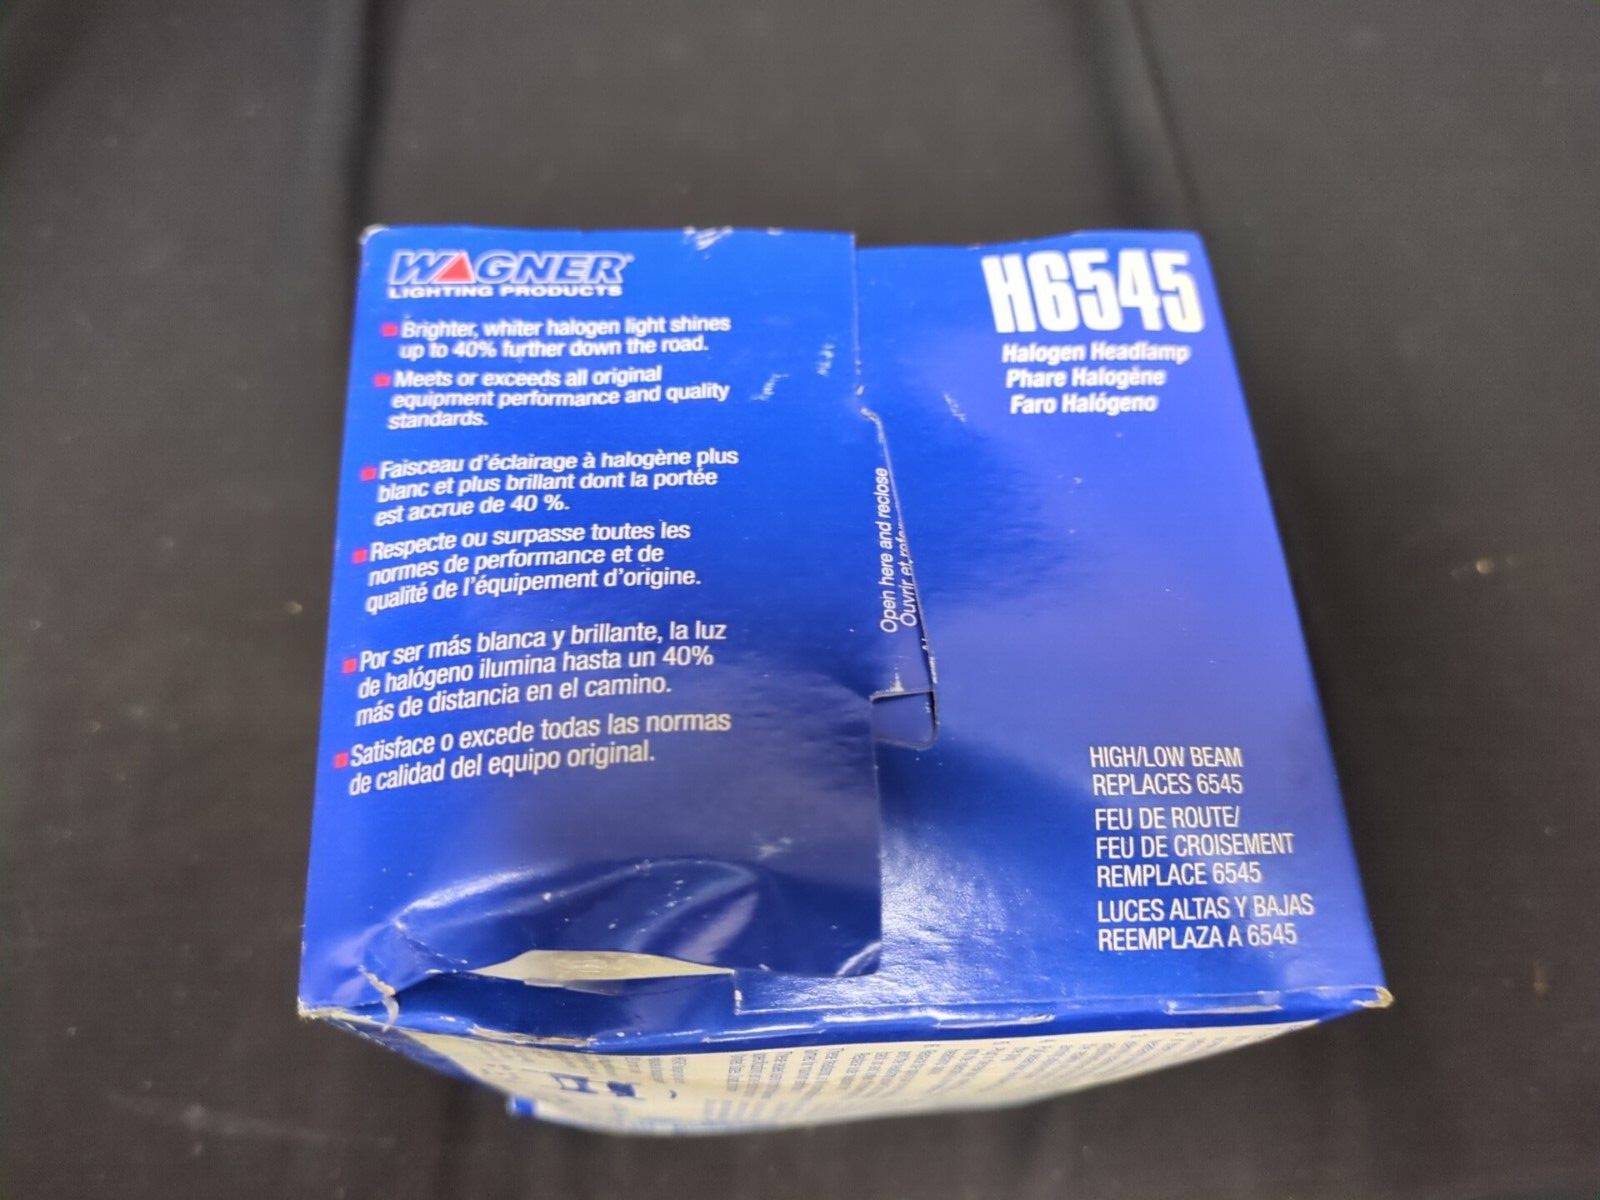 WAGNER
LIGHTING PRODUCTS
Brighter, whiter halogen light shines
up to 40% further down the road.
Meets or exceeds all original
equipment performance and quality
standards.
Faisceau d'éclairage à halogène plus
blanc et plus brillant dont la portée
est accrue de 40 %.
Respecte ou surpasse toutes les
normes de performance et de
qualité de l'équipement d'origine.
Por ser más blanca y brillante, la luz
de halógeno ilumina hasta un 40%
más de distancia en el camino.
Satisface o excede todas las normas
de calidad del equipo original.
Open here and reclose
Ouvrir et
H6545
Halogen Headlamp
Phare Halogène
Faro Halógeno
HIGH/LOW BEAM
REPLACES 6545
FEU DE ROUTE/
FEU DE CROISEMENT
REMPLACE 6545
LUCES ALTAS Y BAJAS
REEMPLAZA A 6545